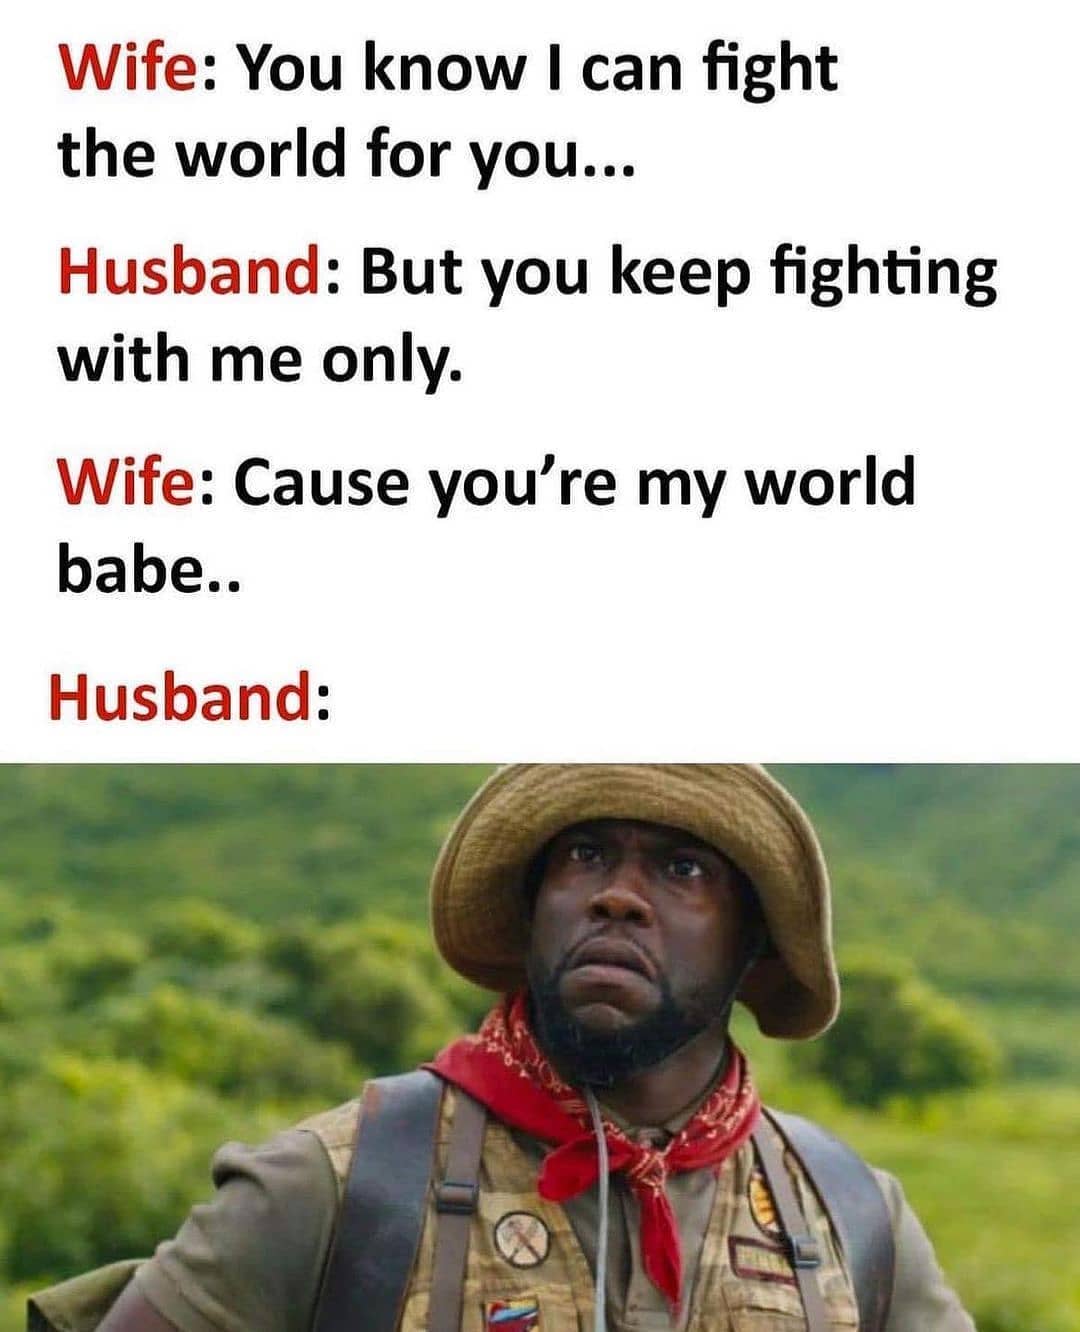 Wife: You know I can fight
the world for you...
Husband: But you keep fighting
with me only.
Wife: Cause you’re my world
babe..
Husband: